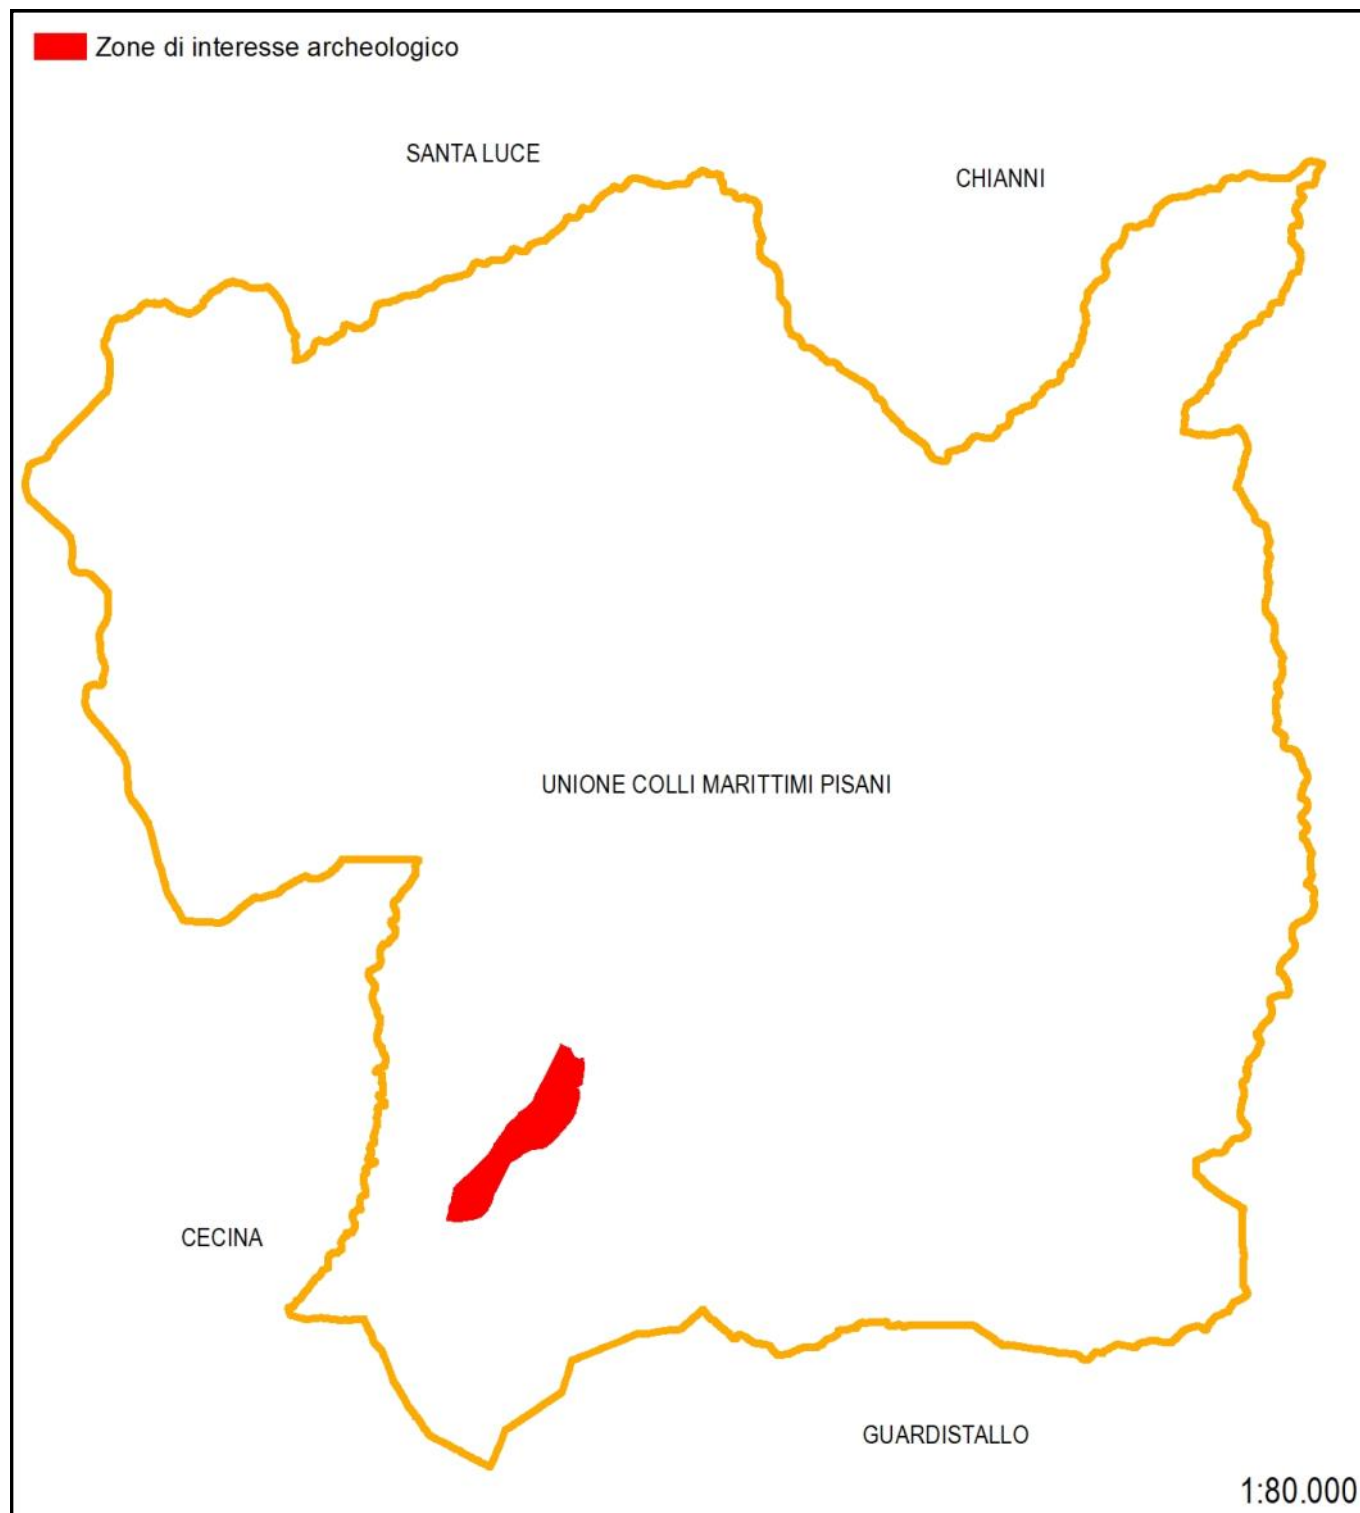 Zone di interesse archeologico
SANTA LUCE
CHIANNI
UNIONE COLLI MARITTIMI PISANI
CECINA
GUARDISTALLO
1:80.000